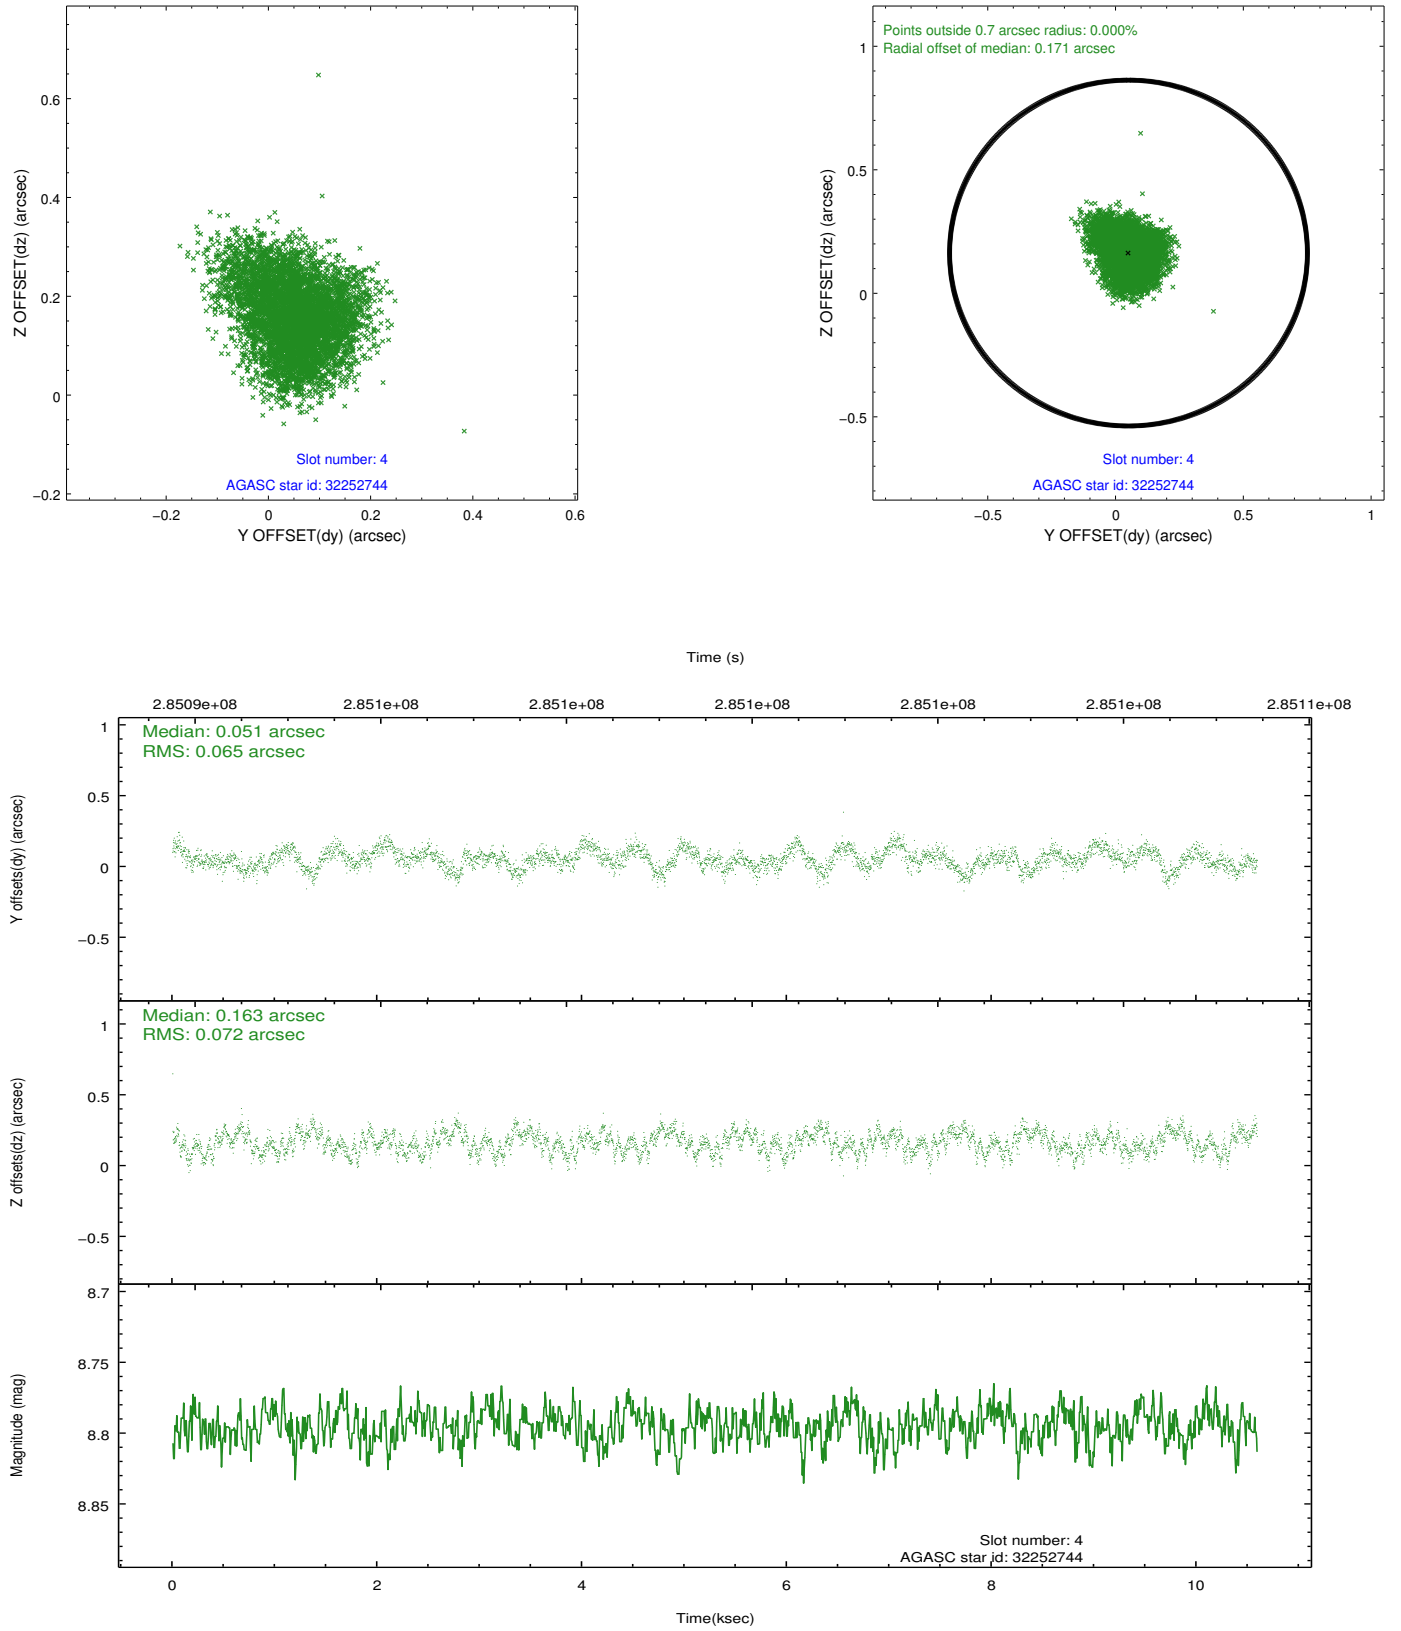 0.6
0.4
0.2
0
−0.2
Z OFFSET(dz) (arcsec)
Slot number: 4
AGASC star id: 32252744
−0.2 0 0.2 0.4 0.6
Y OFFSET(dy) (arcsec)
Points outside 0.7 arcsec radius: 0.000%
Radial offset of median: 0.171 arcsec
1
0.5
0
−0.5
Z OFFSET(dz) (arcsec)
Slot number: 4
AGASC star id: 32252744
−0.5 0 0.5 1
Y OFFSET(dy) (arcsec)
Time (s)
2.8509e+08 2.851e+08 2.851e+08 2.851e+08 2.851e+08 2.851e+08 2.8511e+08
Median: 0.051 arcsec
RMS: 0.065 arcsec
1
0.5
0
−0.5
Y offsets(dy) (arcsec)
Median: 0.163 arcsec
RMS: 0.072 arcsec
1
0.5
0
−0.5
Z offsets(dz) (arcsec)
8.7
8.75
8.8
8.85
Magnitude (mag)
Slot number: 4
AGASC star id: 32252744
0 2 4 6 8 10
Time(ksec)